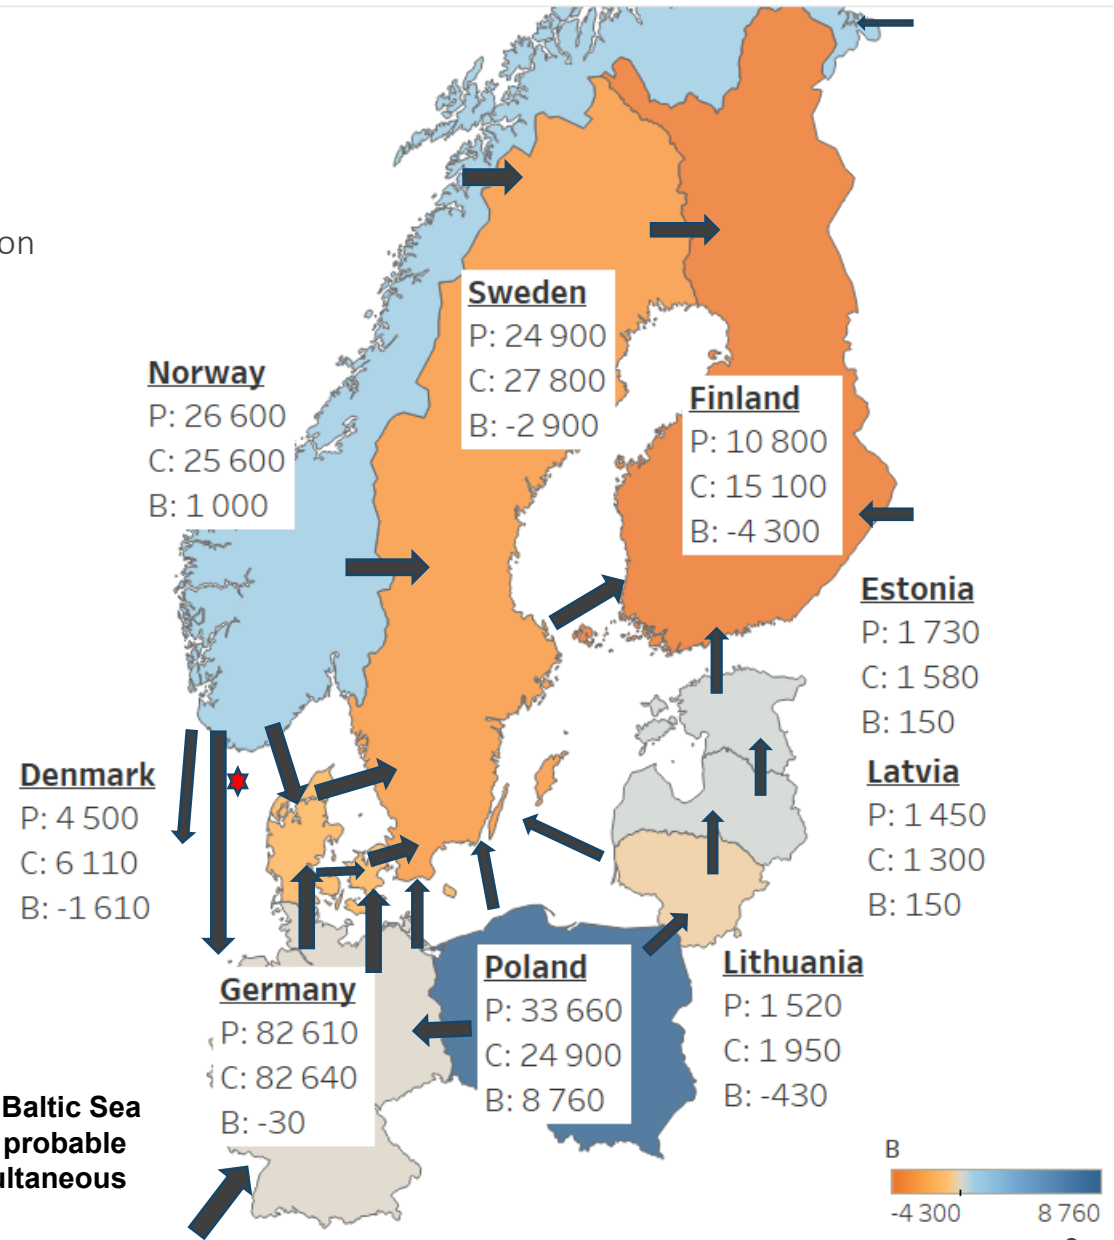 on
Sweden
P: 24 900
C: 27 800
B: -2 900
Norway
P: 26 600
C: 25 600
B: 1 000
Finland
P: 10 800
C: 15 100
B: -4 300
Estonia
P: 1 730
C: 1 580
B: 150
Denmark
P: 4 500
C: 6 110
B: -1 610
Latvia
P: 1 450
C: 1 300
B: 150
Germany
P: 82 610
C: 82 640
B: -30
Poland
P: 33 660
C: 24 900
B: 8 760
Lithuania
P: 1 520
C: 1 950
B: -430
Baltic Sea
probable
ultaneous
B
-4 300 8 760